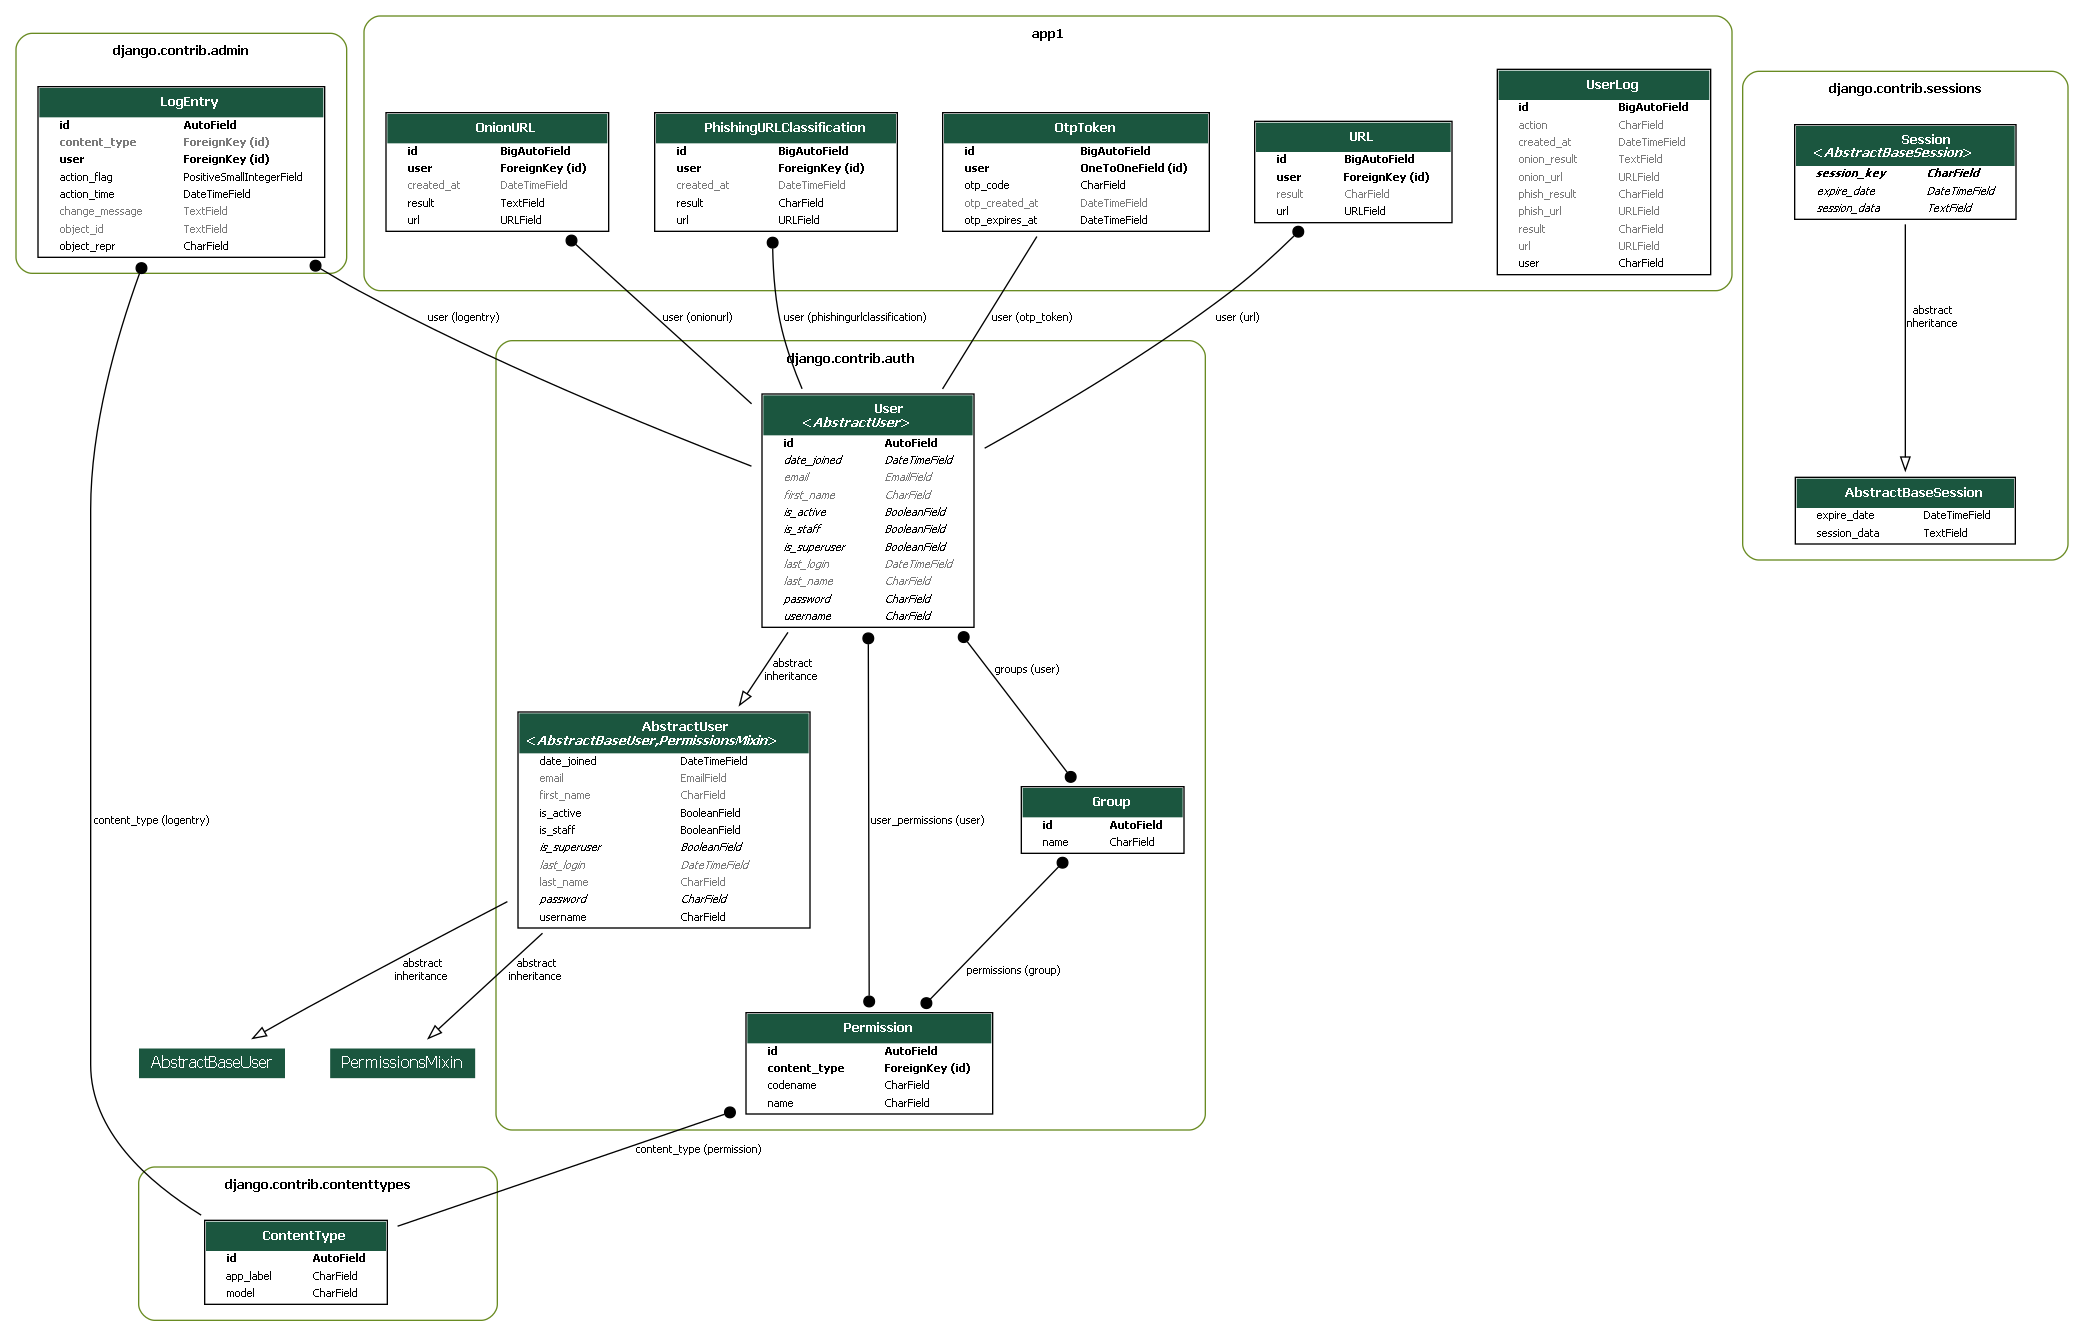 django.contrib.admin
LogEntry
id AutoField
content_type ForeignKey (id)
user ForeignKey (id)
action_flag PositiveSmallIntegerField
action_time DateTimeField
change_message TextField
object_id TextField
object_repr CharField
app1
OnionURL
id BigAutoField
user ForeignKey (id)
created_at DateTimeField
result TextField
url URLField
PhishingURLClassification
id BigAutoField
user ForeignKey (id)
created_at DateTimeField
result CharField
url URLField
OtpToken
id BigAutoField
user OneToOneField (id)
otp_code CharField
otp_created_at DateTimeField
otp_expires_at DateTimeField
URL
id BigAutoField
user ForeignKey (id)
result CharField
url URLField
UserLog
id BigAutoField
action CharField
created_at DateTimeField
onion_result TextField
onion_url URLField
phish_result CharField
phish_url URLField
result CharField
url URLField
user CharField
django.contrib.sessions
Session
<AbstractBaseSession>
session_key CharField
expire_date DateTimeField
session_data TextField
abstract
inheritance
AbstractBaseSession
expire_date DateTimeField
session_data TextField
user (logentry)
user (onionurl)
user (phishingurlclassification)
user (otp_token)
user (url)
django.contrib.auth
User
<AbstractUser>
id AutoField
date_joined DateTimeField
email EmailField
first_name CharField
is_active BooleanField
is_staff BooleanField
is_superuser BooleanField
last_login DateTimeField
last_name CharField
password CharField
username CharField
abstract
inheritance
groups (user)
AbstractUser
<AbstractBaseUser,PermissionsMixin>
date_joined DateTimeField
email EmailField
first_name CharField
is_active BooleanField
is_staff BooleanField
is_superuser BooleanField
last_login DateTimeField
last_name CharField
password CharField
username CharField
content_type (logentry)
user_permissions (user)
Group
id AutoField
name CharField
abstract
inheritance
abstract
inheritance
permissions (group)
AbstractBaseUser
PermissionsMixin
Permission
id AutoField
content_type ForeignKey (id)
codename CharField
name CharField
content_type (permission)
django.contrib.contenttypes
ContentType
id AutoField
app_label CharField
model CharField